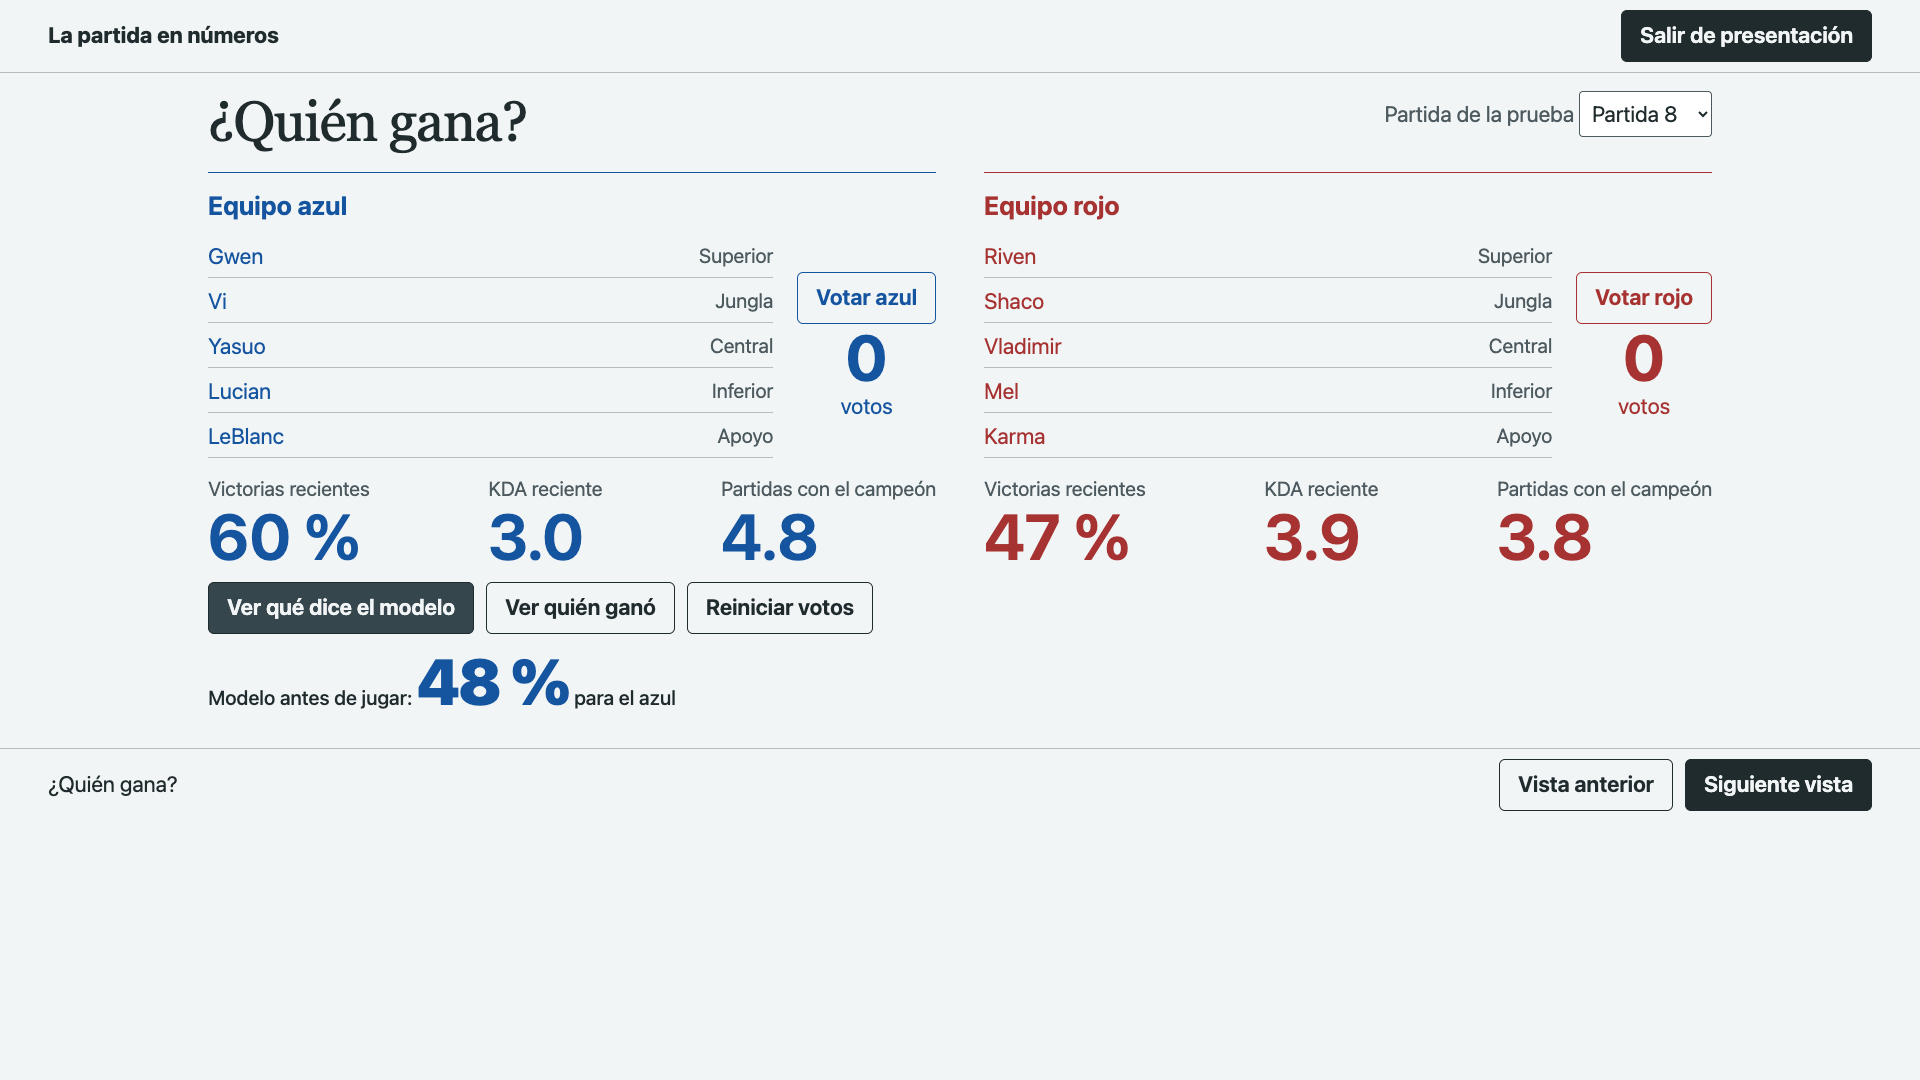 La partida en números
Salir de presentación
¿Quién gana?
Partida de la prueba Partida 8
Equipo azul
Gwen Superior
Vi Jungla
Yasuo Central
Lucian Inferior
LeBlanc Apoyo
Votar azul
0
votos
Victorias recientes KDA reciente Partidas con el campeón
60 % 3.0 4.8
Equipo rojo
Riven Superior
Shaco Jungla
Vladimir Central
Mel Inferior
Karma Apoyo
Votar rojo
0
votos
Victorias recientes KDA reciente Partidas con el campeón
47 % 3.9 3.8
Ver qué dice el modelo Ver quién ganó Reiniciar votos
Modelo antes de jugar: 48 % para el azul
¿Quién gana?
Vista anterior Siguiente vista